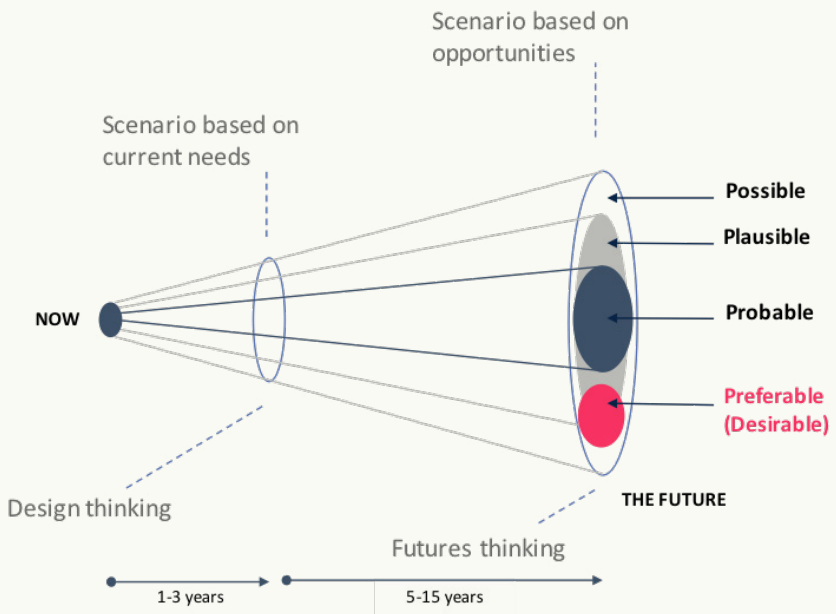 Scenario based on
opportunities
Scenario based on
current needs
Possible
Plausible
NOW
Probable
Preferable
(Desirable)
THE FUTURE
Design thinking
Futures thinking
1-3 years
5-15 years